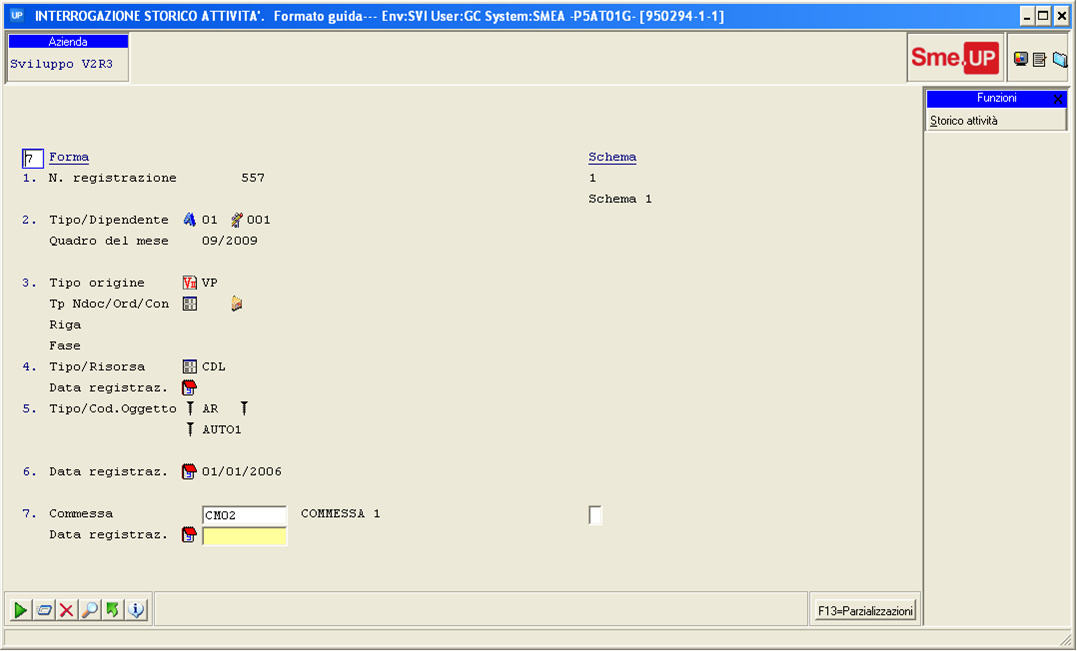 UP INTERROGAZIONE STORICO ATTIVITA'. Formato guida--- Env:SVI User:GC System:SMEA -P5AT01G- [950294-1-1]
Azienda
Sviluppo V2R3
Sme.UP
Funzioni
Storico attività
7 Forma Schema
1. N. registrazione 557 1
Schema 1
2. Tipo/Dipendente 01 001
Quadro del mese 09/2009
3. Tipo origine VP
Tp Ndoc/Ord/Con
Riga
Fase
4. Tipo/Risorsa CDL
Data registraz.
5. Tipo/Cod.Oggetto AR
AUTO1
6. Data registraz. 01/01/2006
7. Commessa CM02 COMMESSA 1
Data registraz.
F13=Parzializzazioni